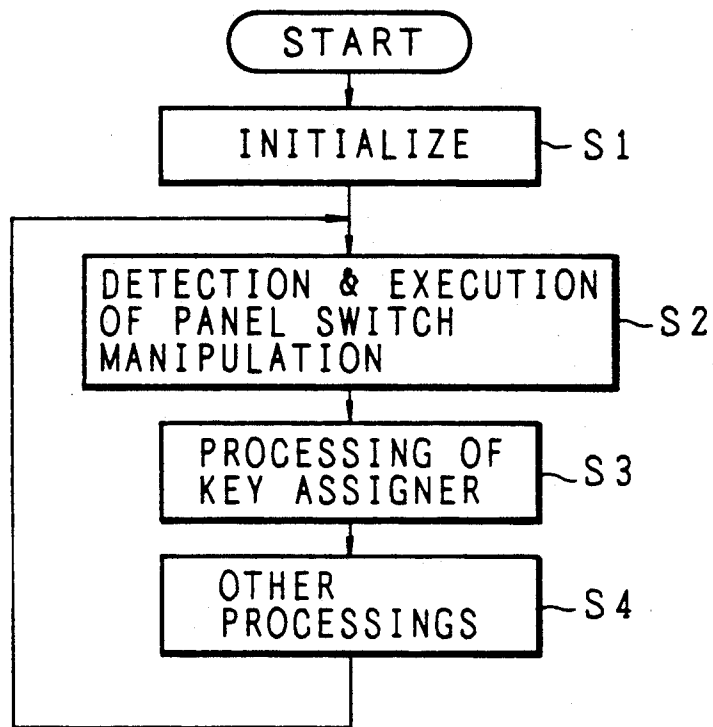 START
INITIALIZE
S1
DETECTION & EXECUTION
OF PANEL SWITCH
MANIPULATION
S2
PROCESSING OF
KEY ASSIGNER
S3
OTHER
PROCESSINGS
S4